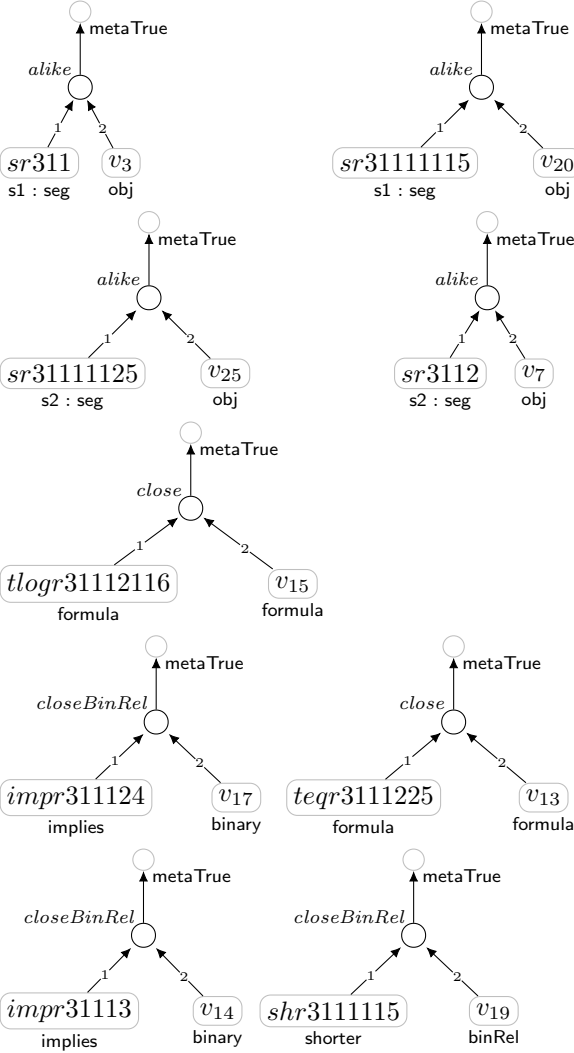 metaTrue metaTrue
alike alike
1 2 1 2
sr311 v3 sr31111115 v20
s1 : seg obj s1 : seg obj
metaTrue metaTrue
alike alike
1 2 1 2
sr31111125 v25 sr3112 v7
s2 : seg obj s2 : seg obj
metaTrue
close
1 2
tlogr31112116 v15
formula formula
metaTrue metaTrue
closeBinRel close
1 2 1 2
impr311124 v17 teqr3111225 v13
implies binary formula formula
metaTrue metaTrue
closeBinRel closeBinRel
1 2 1 2
impr31113 v14 shr3111115 v19
implies binary shorter binRel